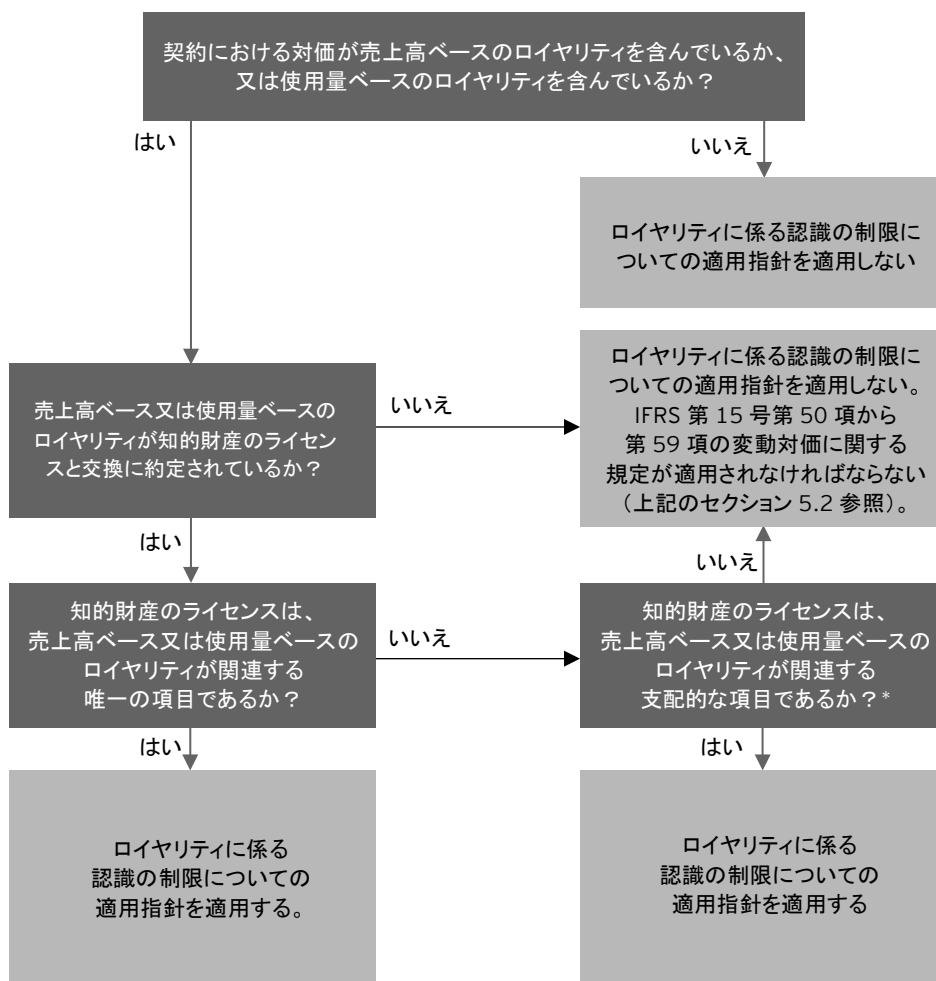 契約における対価が売上高ベースのロイヤリティを含んでいるか、
又は使用量ベースのロイヤリティを含んでいるか？
はい
いいえ
ロイヤリティに係る認識の制限に
ついての適用指針を適用しない
売上高ベース又は使用量ベースの
ロイヤリティが知的財産のライセン
スと交換に約定されているか？
いいえ
ロイヤリティに係る認識の制限に
ついての適用指針を適用しない。
IFRS 第 15 号第 50 項から
第 59 項の変動対価に関する
規定が適用されなければならない
（上記のセクション 5.2 参照）。
はい
いいえ
知的財産のライセンスは、
売上高ベース又は使用量ベースの
ロイヤリティが関連する
唯一の項目であるか？
いいえ
知的財産のライセンスは、
売上高ベース又は使用量ベースの
ロイヤリティが関連する
支配的な項目であるか？*
はい
はい
ロイヤリティに係る
認識の制限についての
適用指針を適用する。
ロイヤリティに係る
認識の制限についての
適用指針を適用する